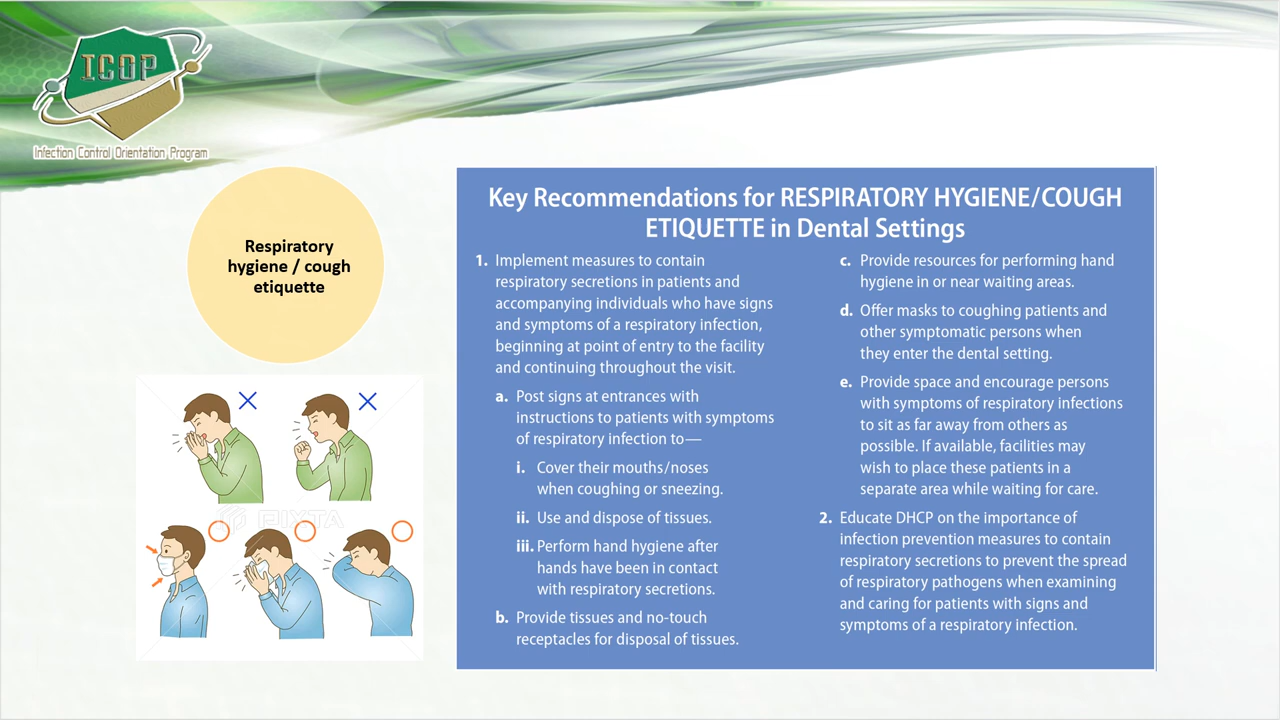 ICOP
Infection Control Orientation Program
Respiratory
hygiene / cough
etiquette
PIXTA
Key Recommendations for RESPIRATORY HYGIENE/COUGH
ETIQUETTE in Dental Settings
1. Implement measures to contain
respiratory secretions in patients and
accompanying individuals who have signs
and symptoms of a respiratory infection,
beginning at point of entry to the facility
and continuing throughout the visit.
a. Post signs at entrances with
instructions to patients with symptoms
of respiratory infection to—
i. Cover their mouths/noses
when coughing or sneezing.
ii. Use and dispose of tissues.
iii. Perform hand hygiene after
hands have been in contact
with respiratory secretions.
b. Provide tissues and no-touch
receptacles for disposal of tissues.
c. Provide resources for performing hand
hygiene in or near waiting areas.
d. Offer masks to coughing patients and
other symptomatic persons when
they enter the dental setting.
e. Provide space and encourage persons
with symptoms of respiratory infections
to sit as far away from others as
possible. If available, facilities may
wish to place these patients in a
separate area while waiting for care.
2. Educate DHCP on the importance of
infection prevention measures to contain
respiratory secretions to prevent the spread
of respiratory pathogens when examining
and caring for patients with signs and
symptoms of a respiratory infection.